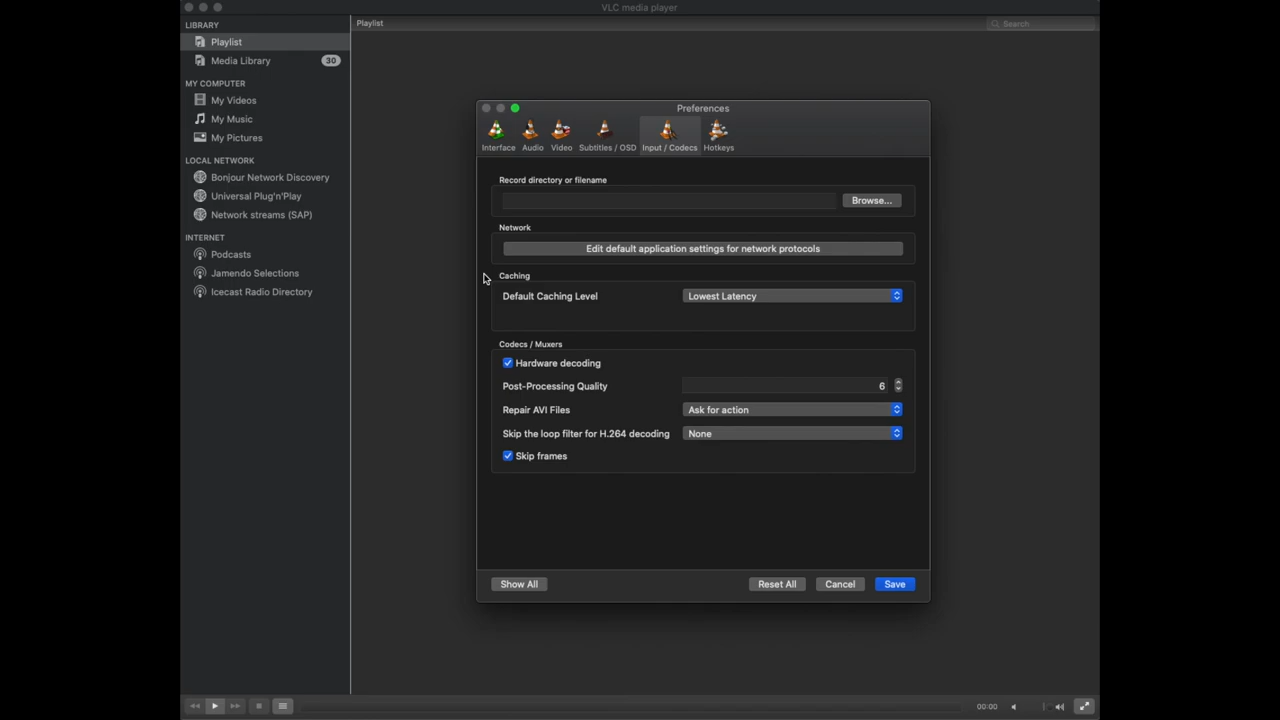 VLC media player
LIBRARY
Playlist
Media Library 30
MY COMPUTER
My Videos
My Music
My Pictures
LOCAL NETWORK
Bonjour Network Discovery
Universal Plug'n'Play
Network streams (SAP)
INTERNET
Podcasts
Jamendo Selections
Icecast Radio Directory
Playlist
Search
Preferences
Interface Audio Video Subtitles / OSD Input / Codecs Hotkeys
Record directory or filename
Browse...
Network
Edit default application settings for network protocols
Caching
Default Caching Level Lowest Latency
Codecs / Muxers
Hardware decoding
Post-Processing Quality 6
Repair AVI Files Ask for action
Skip the loop filter for H.264 decoding None
Skip frames
Show All Reset All Cancel Save
00:00